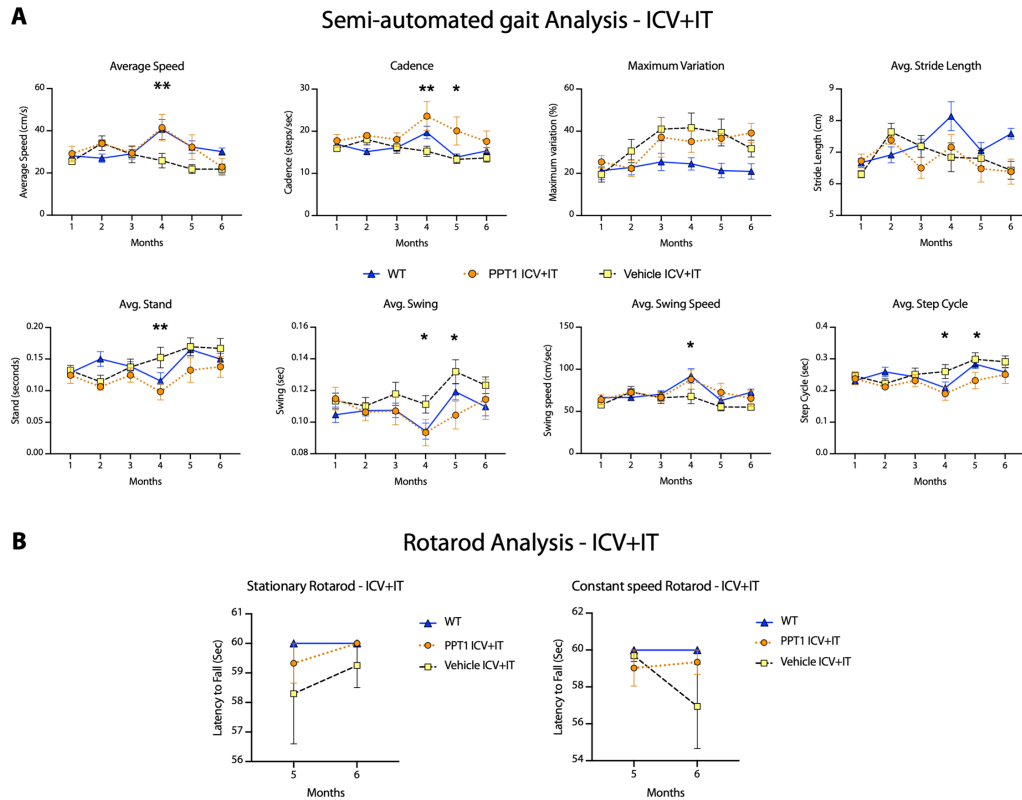 A
Semi-automated gait Analysis - ICV+IT
Average Speed
**
Average Speed (cm/s)
60
40
20
0
1 2 3 4 5 6
Months
Cadence
** *
Cadence (steps/sec)
30
20
10
0
1 2 3 4 5 6
Months
Maximum Variation
Maximum variation (%)
60
40
20
0
1 2 3 4 5 6
Months
Avg. Stride Length
Stride Length (cm)
9
8
7
6
5
1 2 3 4 5 6
Months
WT PPT1 ICV+IT Vehicle ICV+IT
Avg. Stand
**
Stand (seconds)
0.20
0.15
0.10
0.05
0.00
1 2 3 4 5 6
Months
Avg. Swing
* *
Swing (sec)
0.16
0.14
0.12
0.10
0.08
1 2 3 4 5 6
Months
Avg. Swing Speed
*
Swing speed (cm/sec)
150
100
50
0
1 2 3 4 5 6
Months
Avg. Step Cycle
* *
Step Cycle (sec)
0.4
0.3
0.2
0.1
0.0
1 2 3 4 5 6
Months
B
Rotarod Analysis - ICV+IT
Stationary Rotarod - ICV+IT
Latency to Fall (Sec)
61
60
59
58
57
56
5 6
Months
WT
PPT1 ICV+IT
Vehicle ICV+IT
Constant speed Rotarod - ICV+IT
Latency to Fall (Sec)
62
60
58
56
54
5 6
Months
WT
PPT1 ICV+IT
Vehicle ICV+IT